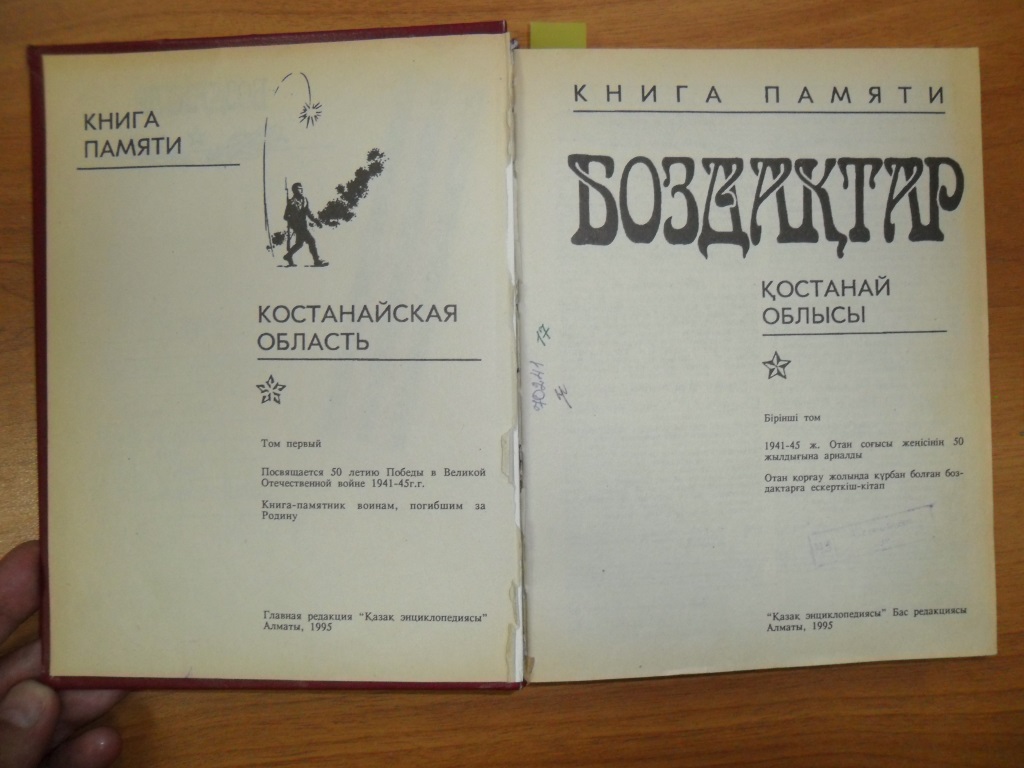 КНИГА
ПАМЯТИ
КОСТАНАЙСКАЯ
ОБЛАСТЬ
Том первый
Посвящается 50 летию Победы в Великой
Отечественной войне 1941-45г.г.
Книга-памятник воинам, погибшим за
Родину
Главная редакция "Қазақ энциклопедиясы"
Алматы, 1995
КНИГА ПАМЯТИ
БОЗДАҚТАР
ҚОСТАНАЙ
ОБЛЫСЫ
70241 17
Бірінші том
1941-45 ж. Отан соғысы жеңісінің 50
жылдығына арналды
Отан қорғау жолында құрбан болған боз-
дақтарға ескерткіш-кітап
"Қазақ энциклопедиясы" Бас редакциясы
Алматы, 1995